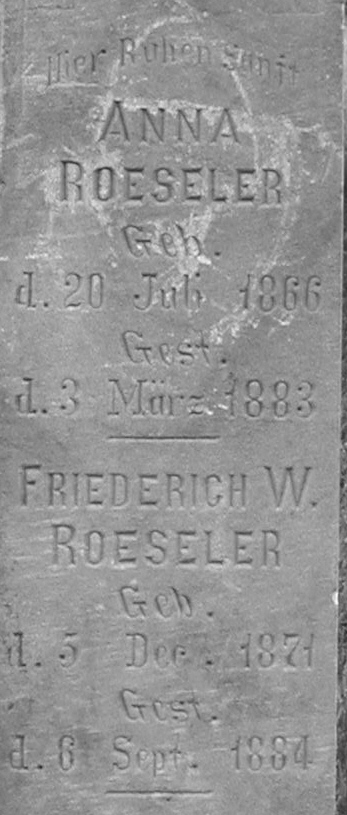 Hier Ruhen Sanft
ANNA
ROESELER
Geb.
d. 20 Juli 1866
Gest.
d. 3 März. 1883
FRIEDERICH W.
ROESELER
Geb.
d. 5 Dec. 1871
Gest.
d. 6 Sept. 1884